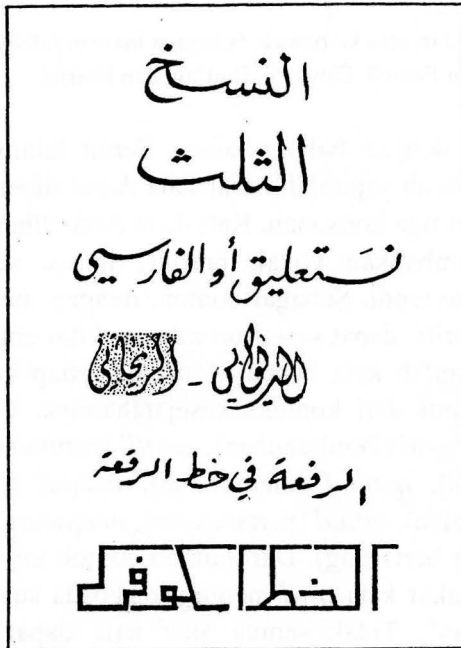 النسخ
الثلث
نستعليق أو الفارسي
الديواني - الريحاني
الرقعة في خط الرقعة
الخط الكوفي